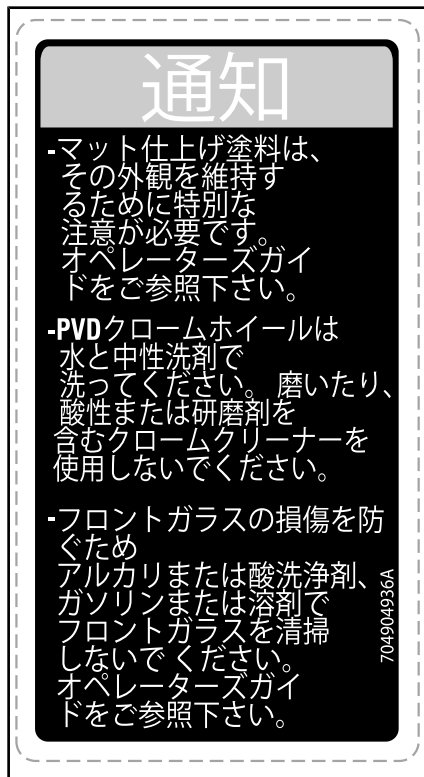 通知
-マット仕上げ塗料は、
その外観を維持す
るために特別な
注意が必要です。
オペレーターズガイ
ドをご参照下さい。
-PVDクロームホイールは
水と中性洗剤で
洗ってください。 磨いたり、
酸性または研磨剤を
含むクロームクリーナーを
使用しないでください。
-フロントガラスの損傷を防
ぐため
アルカリまたは酸洗浄剤、
ガソリンまたは溶剤で
フロントガラスを清掃
しないで ください。
オペレーターズガイ
ドをご参照下さい。
704904936A